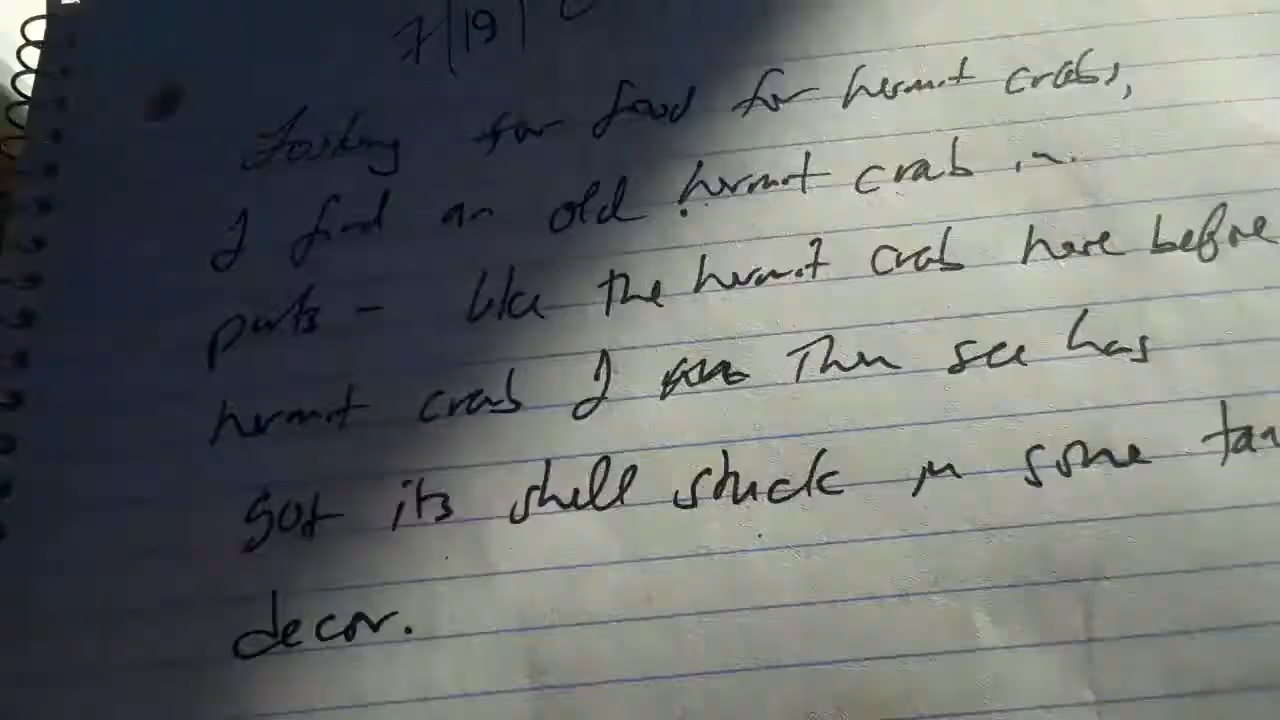 7/19/
Looking for food for hermit crabs,
I find an old hermit crab in
parts - like the hermit crab here before
hermit crab I then see has
got its shell stuck in some tan
decor.